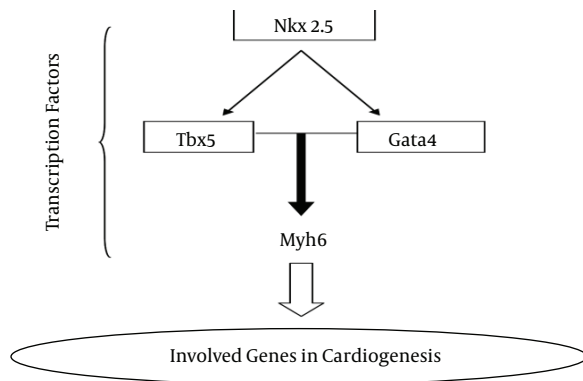 Nkx 2.5
Transcription Factors
Tbx5
Gata4
Myh6
Involved Genes in Cardiogenesis